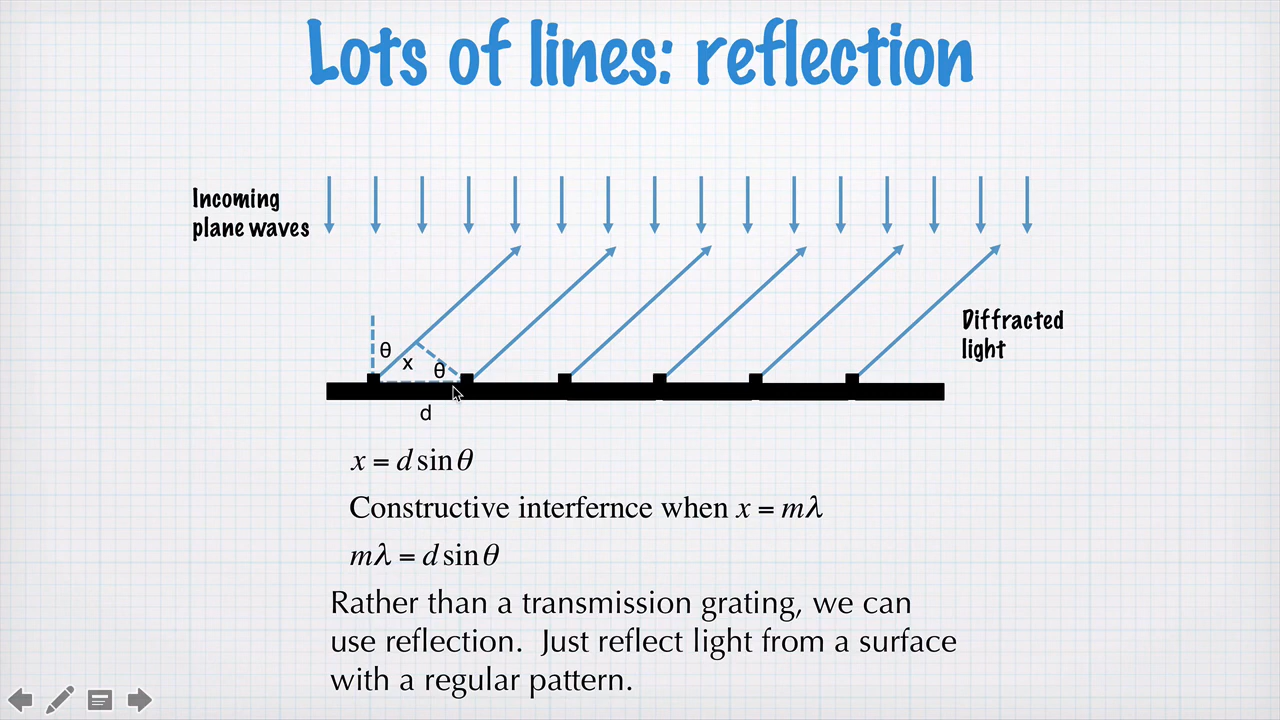 Lots of lines: reflection
Incoming
plane waves
Diffracted
light
θ
x
θ
d
x = d sin θ
Constructive interfernce when x = mλ
mλ = d sin θ
Rather than a transmission grating, we can
use reflection.  Just reflect light from a surface
with a regular pattern.